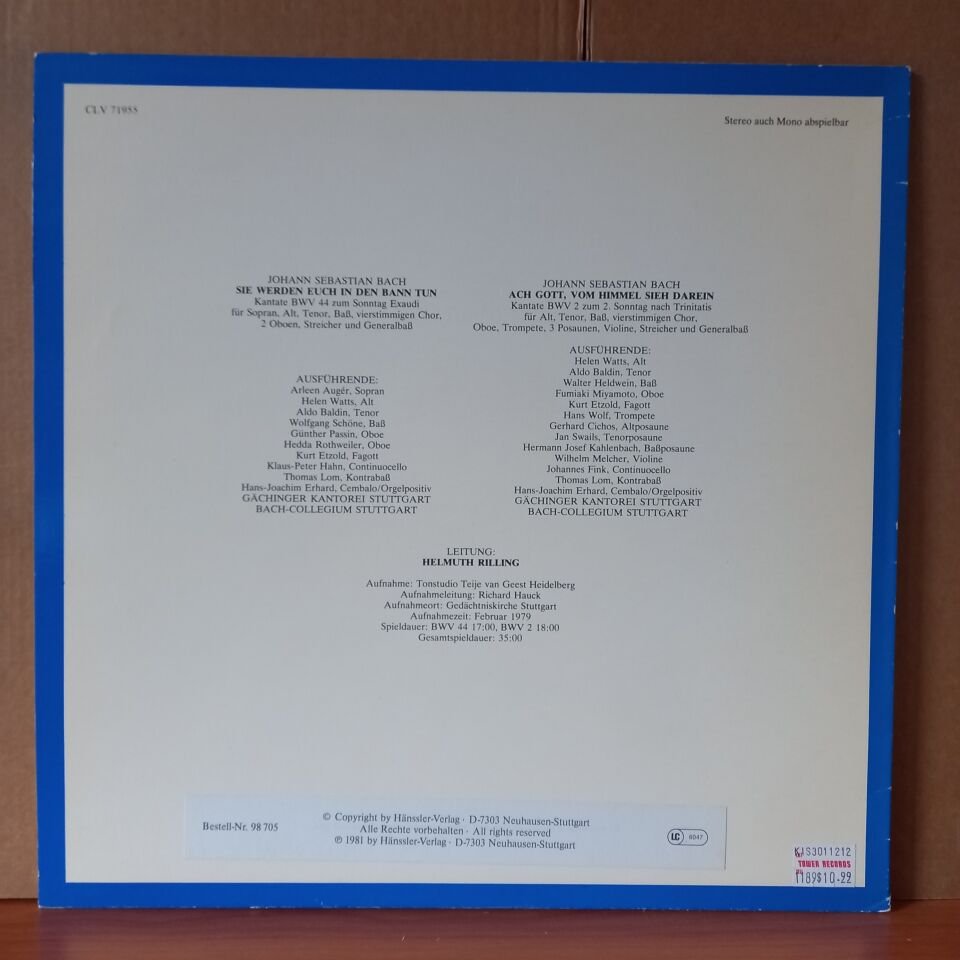 CLV 71955
Stereo auch Mono abspielbar
JOHANN SEBASTIAN BACH
SIE WERDEN EUCH IN DEN BANN TUN
Kantate BWV 44 zum Sonntag Exaudi
für Sopran, Alt, Tenor, Baß, vierstimmigen Chor,
2 Oboen, Streicher und Generalbaß
AUSFÜHRENDE:
Arleen Augér, Sopran
Helen Watts, Alt
Aldo Baldin, Tenor
Wolfgang Schöne, Baß
Günther Passin, Oboe
Hedda Rothweiler, Oboe
Kurt Etzold, Fagott
Klaus-Peter Hahn, Continuocello
Thomas Lom, Kontrabaß
Hans-Joachim Erhard, Cembalo/Orgelpositiv
GÄCHINGER KANTOREI STUTTGART
BACH-COLLEGIUM STUTTGART
JOHANN SEBASTIAN BACH
ACH GOTT, VOM HIMMEL SIEH DAREIN
Kantate BWV 2 zum 2. Sonntag nach Trinitatis
für Alt, Tenor, Baß, vierstimmigen Chor,
Oboe, Trompete, 3 Posaunen, Violine, Streicher und Generalbaß
AUSFÜHRENDE:
Helen Watts, Alt
Aldo Baldin, Tenor
Walter Heldwein, Baß
Fumiaki Miyamoto, Oboe
Kurt Etzold, Fagott
Hans Wolf, Trompete
Gerhard Cichos, Altposaune
Jan Swails, Tenorposaune
Hermann Josef Kahlenbach, Baßposaune
Wilhelm Melcher, Violine
Johannes Fink, Continuocello
Thomas Lom, Kontrabaß
Hans-Joachim Erhard, Cembalo/Orgelpositiv
GÄCHINGER KANTOREI STUTTGART
BACH-COLLEGIUM STUTTGART
LEITUNG:
HELMUTH RILLING
Aufnahme: Tonstudio Teije van Geest Heidelberg
Aufnahmeleitung: Richard Hauck
Aufnahmeort: Gedächtniskirche Stuttgart
Aufnahmezeit: Februar 1979
Spieldauer: BWV 44 17:00, BWV 2 18:00
Gesamtspieldauer: 35:00
Bestell-Nr. 98 705
© Copyright by Hänssler-Verlag · D-7303 Neuhausen-Stuttgart
Alle Rechte vorbehalten · All rights reserved
℗ 1981 by Hänssler-Verlag · D-7303 Neuhausen-Stuttgart
LC 6047
KJS3011212
TOWER RECORDS
1189$10-22